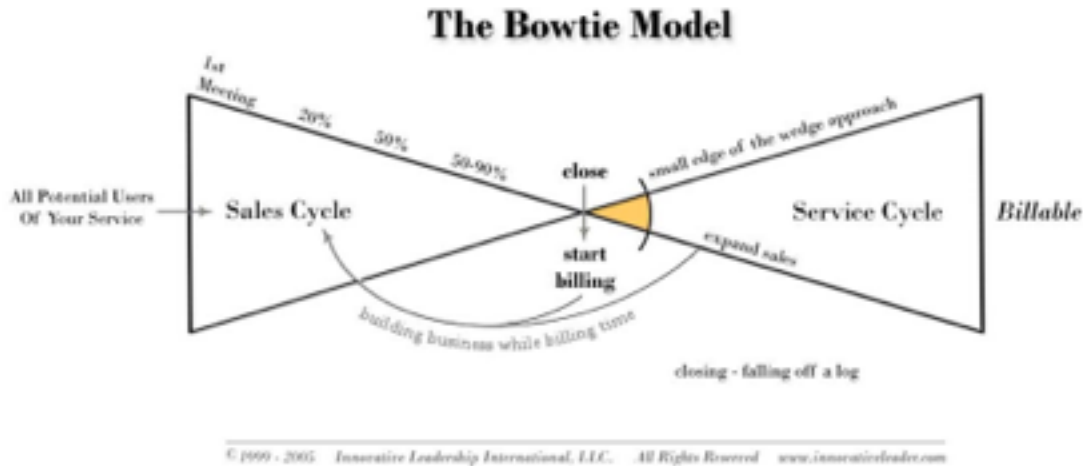 The Bowtie Model
1st
Meeting
20%
50%
50-90%
close
small edge of the wedge approach
All Potential Users
Of Your Service
Sales Cycle
Service Cycle
Billable
start
billing
expand sales
building business while billing time
closing - falling off a log
© 1999 - 2005 Innovative Leadership International, LLC. All Rights Reserved www.innovativeleader.com